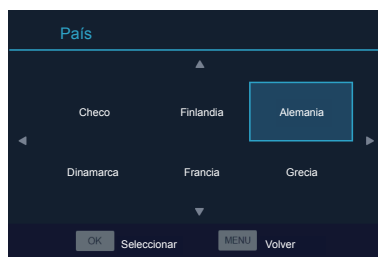 País
Checo Finlandia Alemania
Dinamarca Francia Grecia
OK Seleccionar MENU Volver